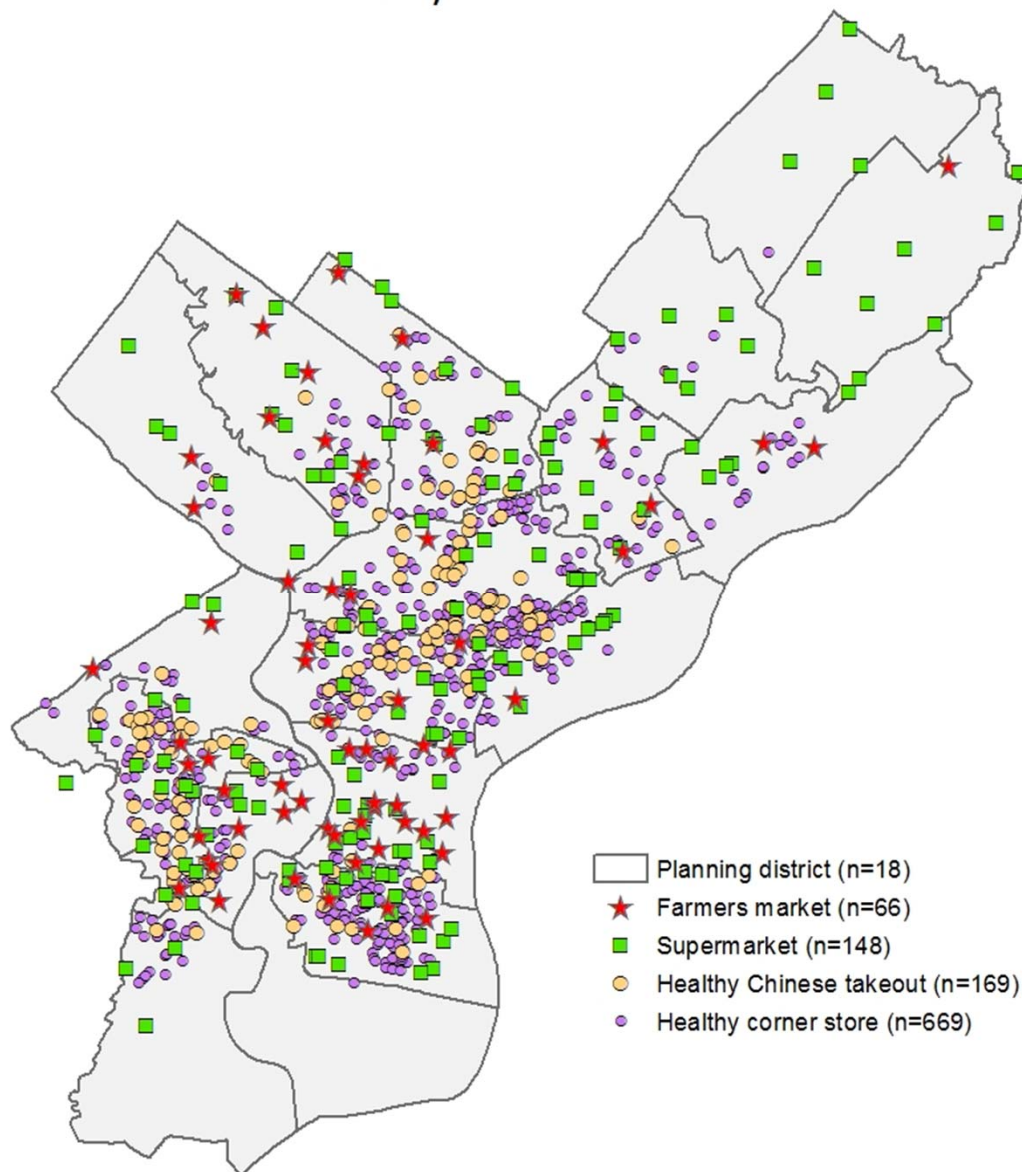 Planning district (n=18)
Farmers market (n=66)
Supermarket (n=148)
Healthy Chinese takeout (n=169)
Healthy corner store (n=669)